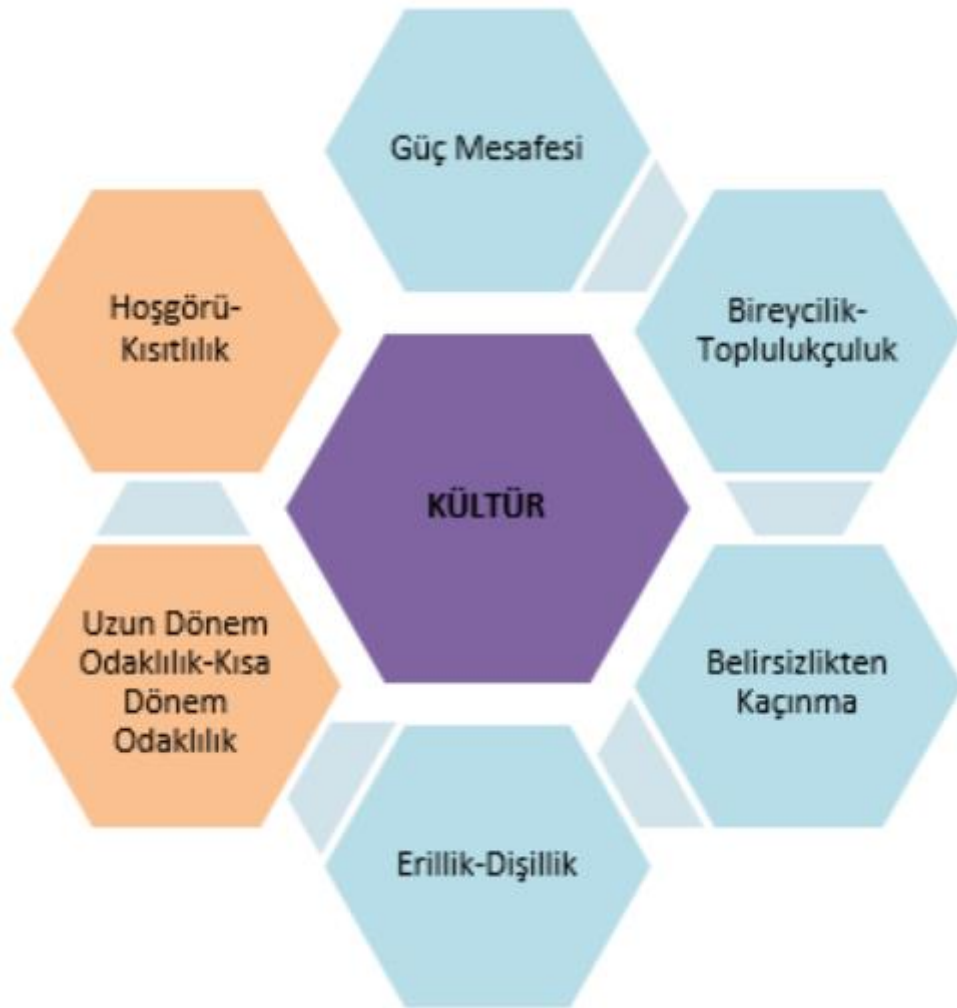 Güç Mesafesi
Bireycilik-
Toplulukçuluk
Belirsizlikten
Kaçınma
Erillik-Dişillik
Uzun Dönem
Odaklılık-Kısa
Dönem
Odaklılık
Hoşgörü-
Kısıtlılık
KÜLTÜR